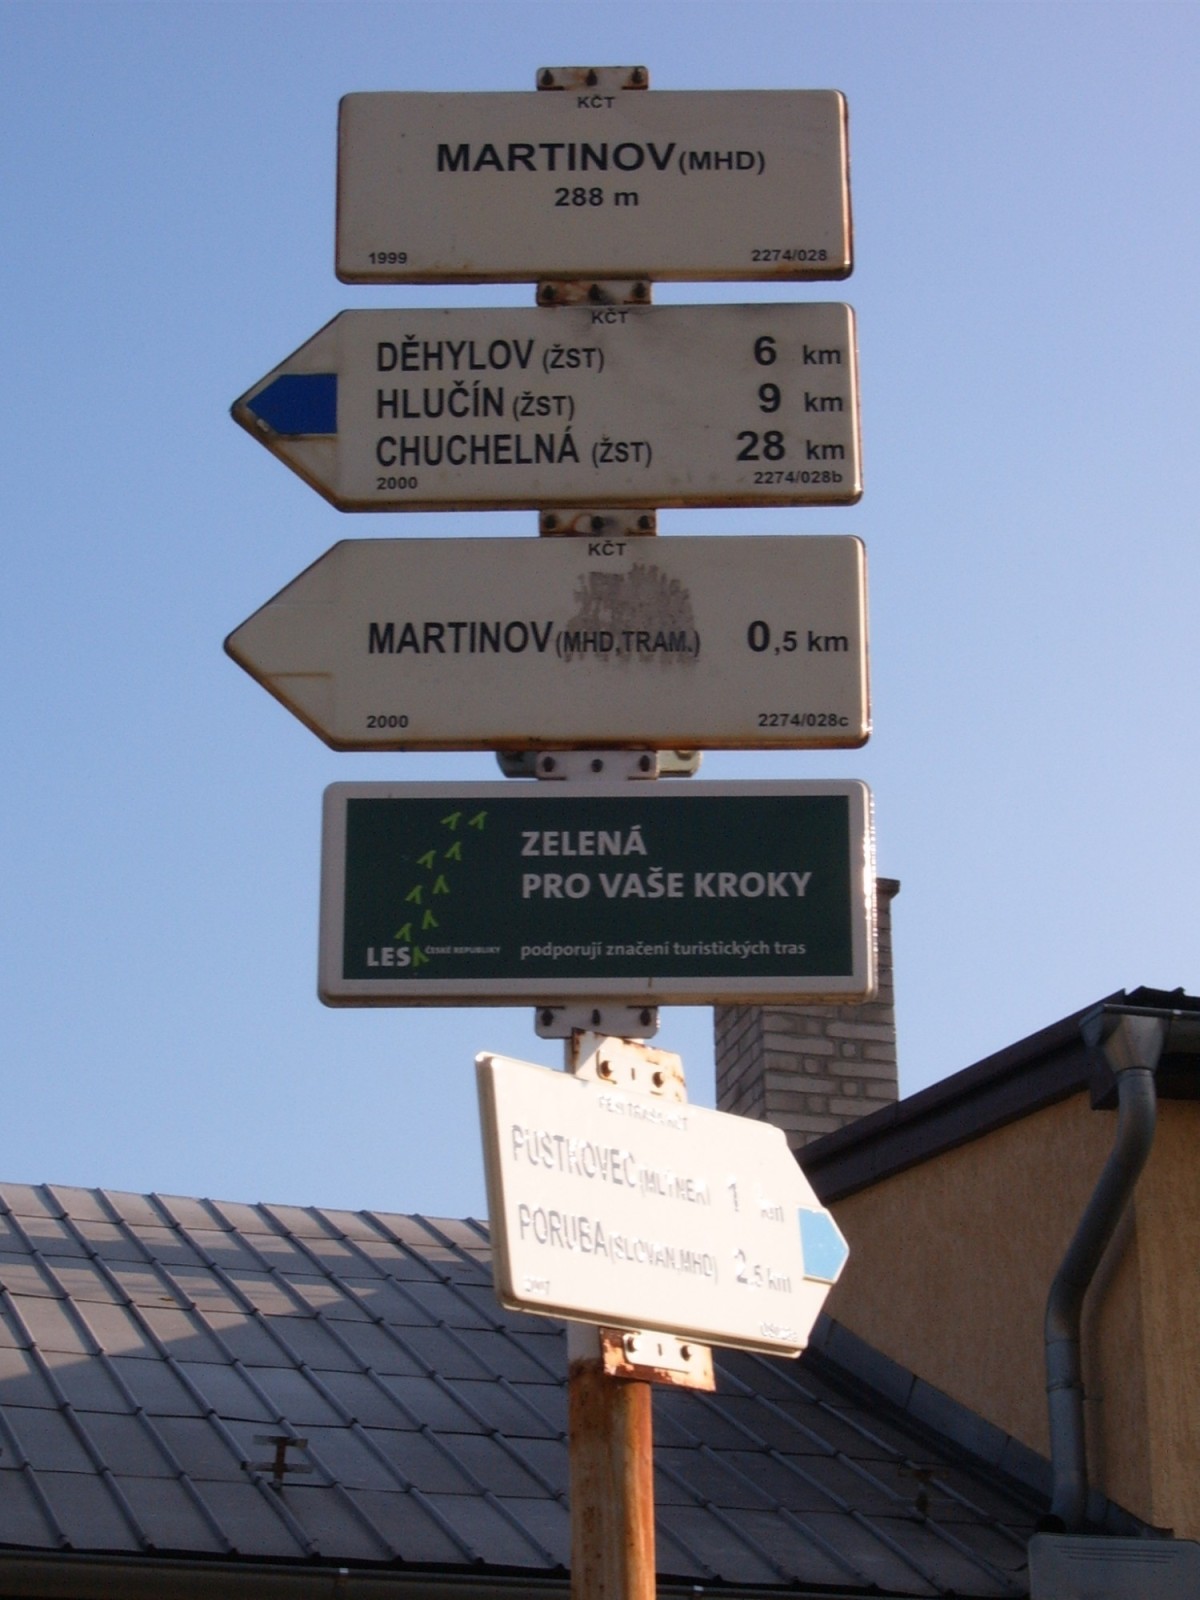 KČT
MARTINOV (MHD)
288 m
1999 2274/028
KČT
DĚHYLOV (ŽST) 6 km
HLUČÍN (ŽST) 9 km
CHUCHELNÁ (ŽST) 28 km
2000 2274/028b
KČT
MARTINOV (MHD,TRAM.) 0,5 km
2000 2274/028c
ZELENÁ
PRO VAŠE KROKY
LESY ČESKÉ REPUBLIKY podporují značení turistických tras
PUSTKOVEC 1 km
PORUBA (SLOVAN,MHD) 2,5 km